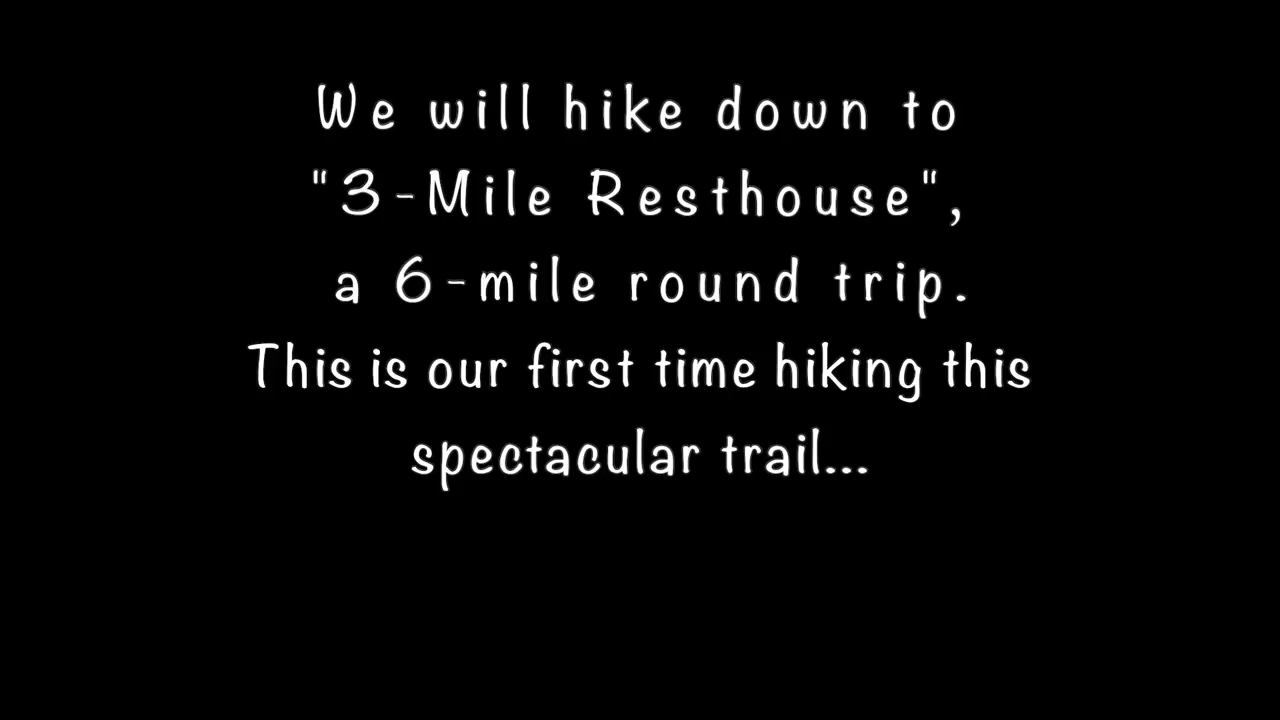 We will hike down to
"3-Mile Resthouse",
a 6-mile round trip.
This is our first time hiking this
spectacular trail...